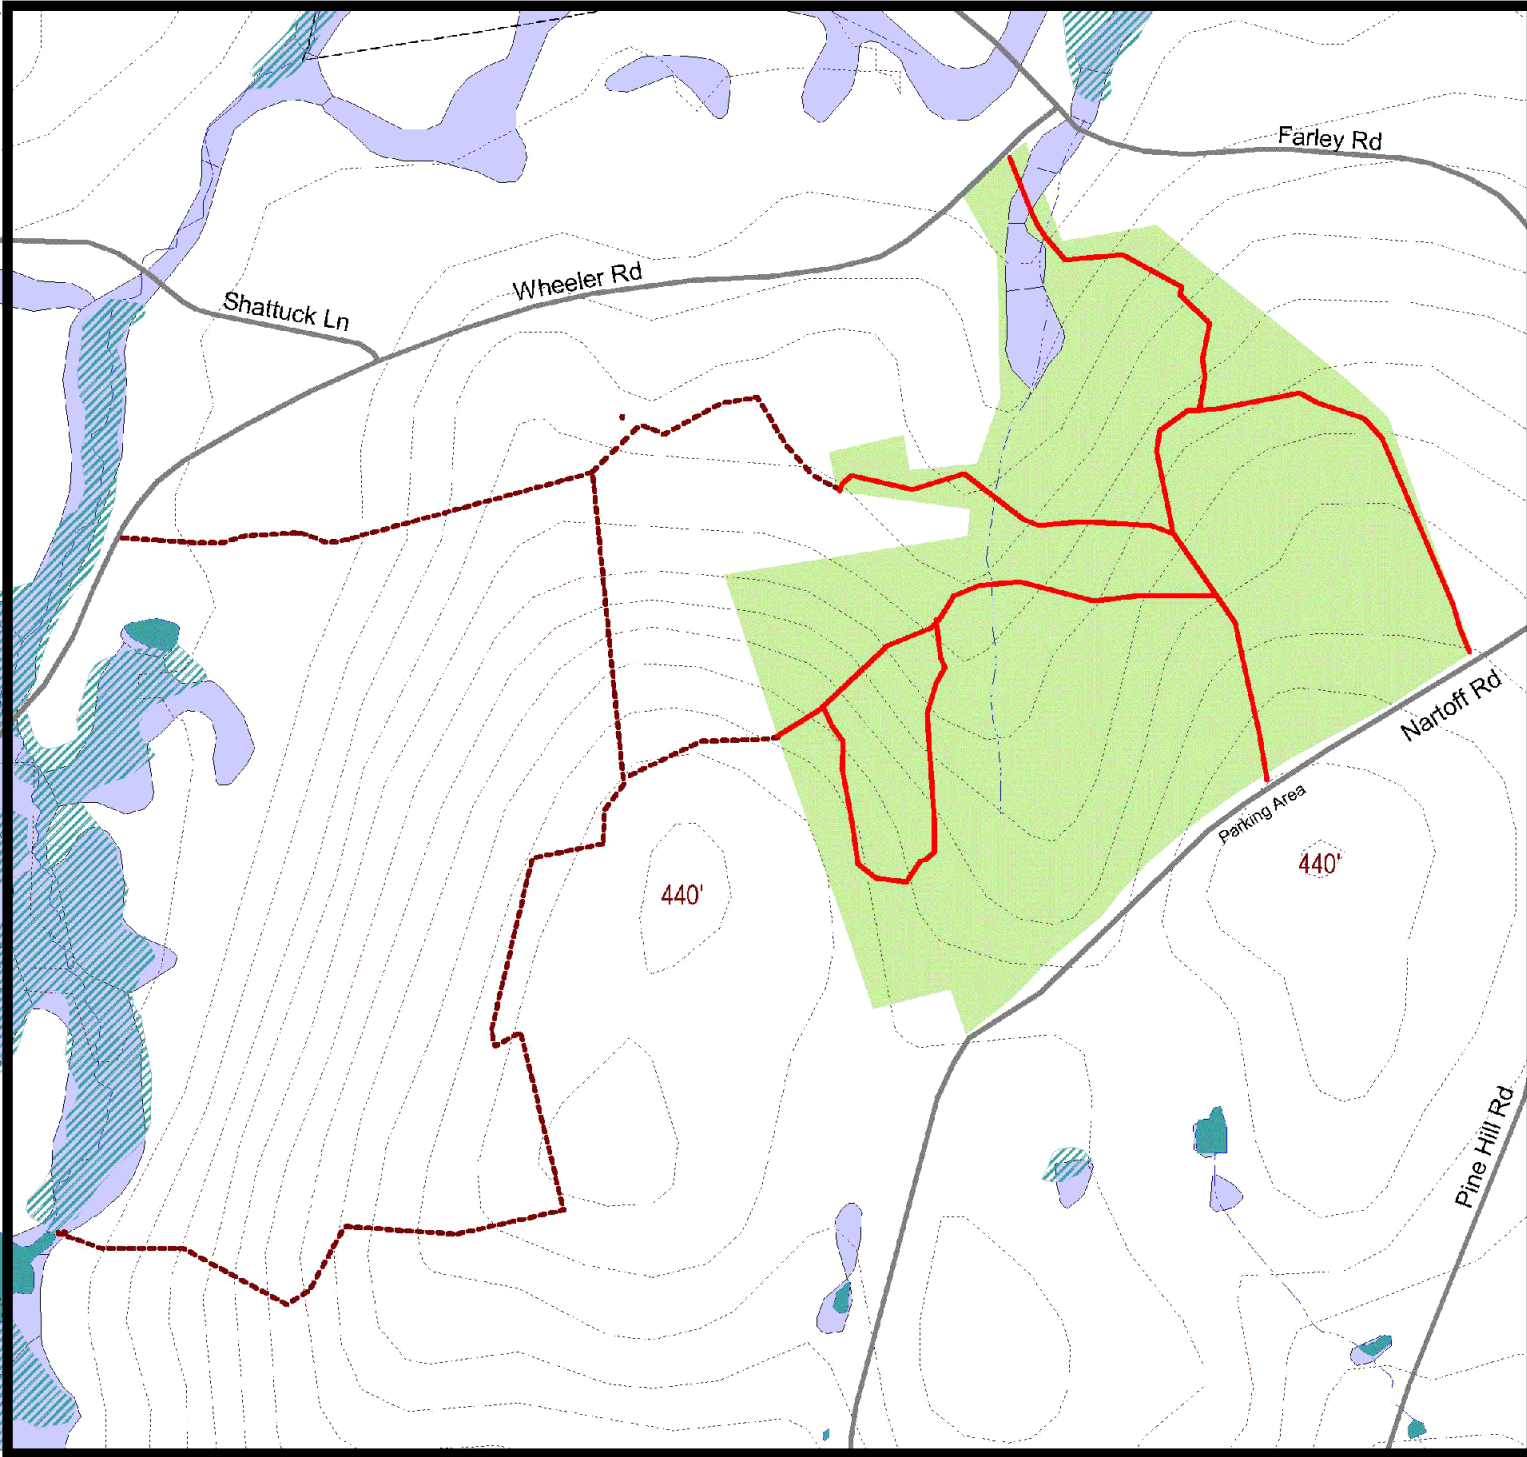 Farley Rd
Wheeler Rd
Shattuck Ln
Nartoff Rd
Parking Area
440'
440'
Pine Hill Rd